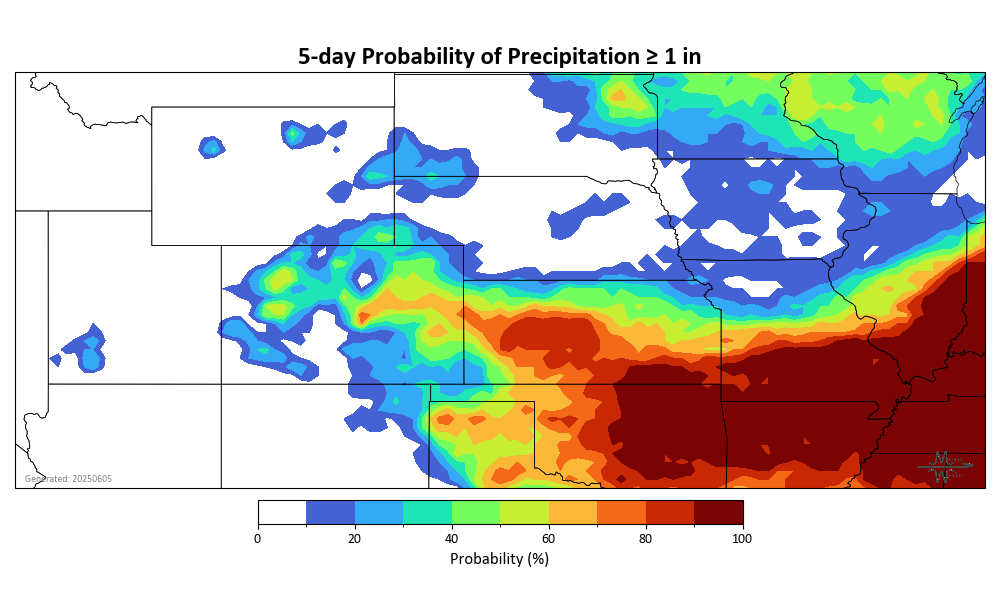 5-day Probability of Precipitation ≥ 1 in
Generated: 20250605
0 20 40 60 80 100
Probability (%)